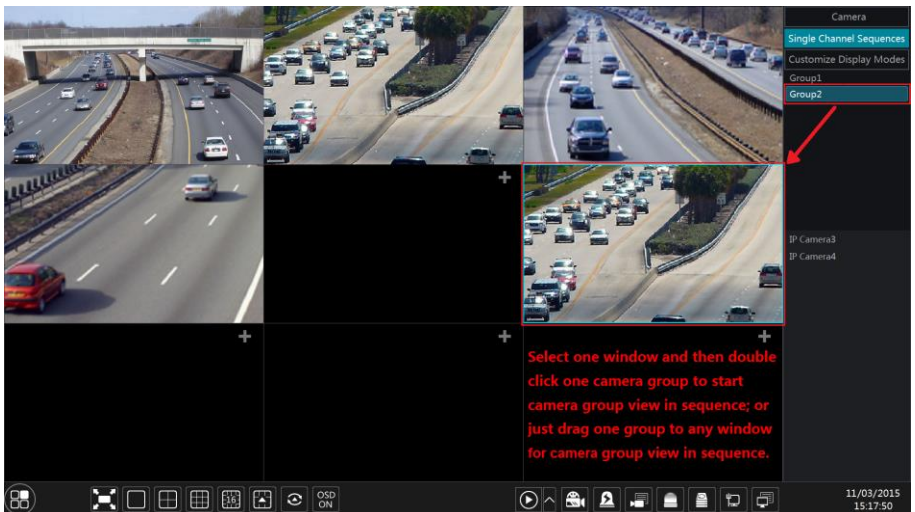 Camera
Single Channel Sequences
Customize Display Modes
Group1
Group2
IP Camera3
IP Camera4
Select one window and then double
click one camera group to start
camera group view in sequence; or
just drag one group to any window
for camera group view in sequence.
16
OSD
ON
11/03/2015
15:17:50